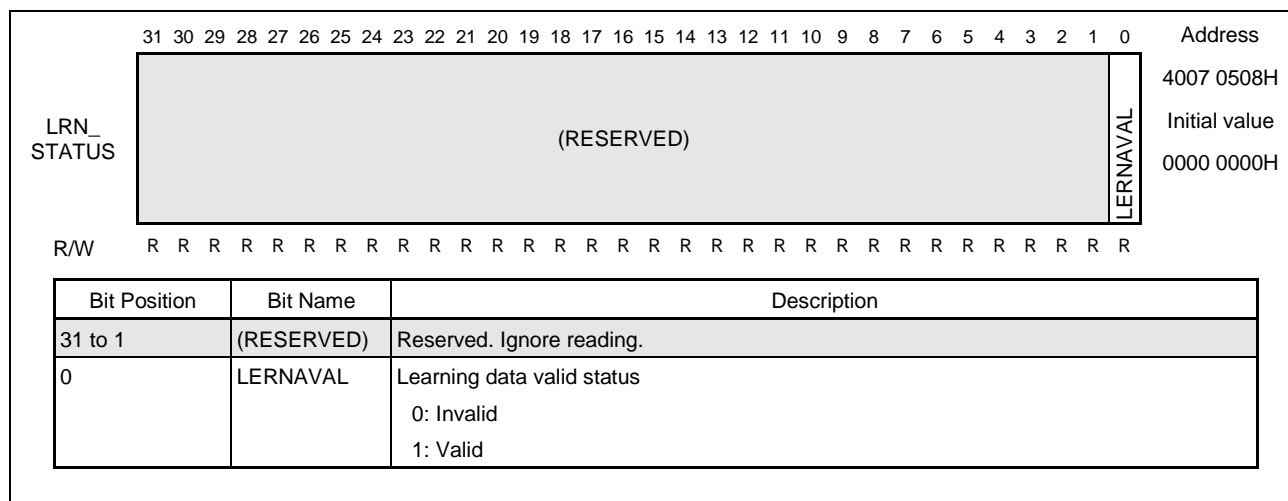 31 30 29 28 27 26 25 24 23 22 21 20 19 18 17 16 15 14 13 12 11 10 9 8 7 6 5 4 3 2 1 0
Address
4007 0508H
Initial value
0000 0000H
LRN_
STATUS
(RESERVED)
LERNAVAL
R/W R R R R R R R R R R R R R R R R R R R R R R R R R R R R R R R R
Bit Position Bit Name Description
31 to 1 (RESERVED) Reserved. Ignore reading.
0 LERNAVAL Learning data valid status
0: Invalid
1: Valid